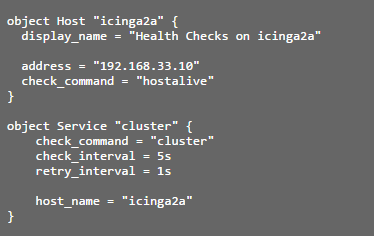 object Host "icinga2a" {
  display_name = "Health Checks on icinga2a"

  address = "192.168.33.10"
  check_command = "hostalive"
}

object Service "cluster" {
    check_command = "cluster"
    check_interval = 5s
    retry_interval = 1s

    host_name = "icinga2a"
}